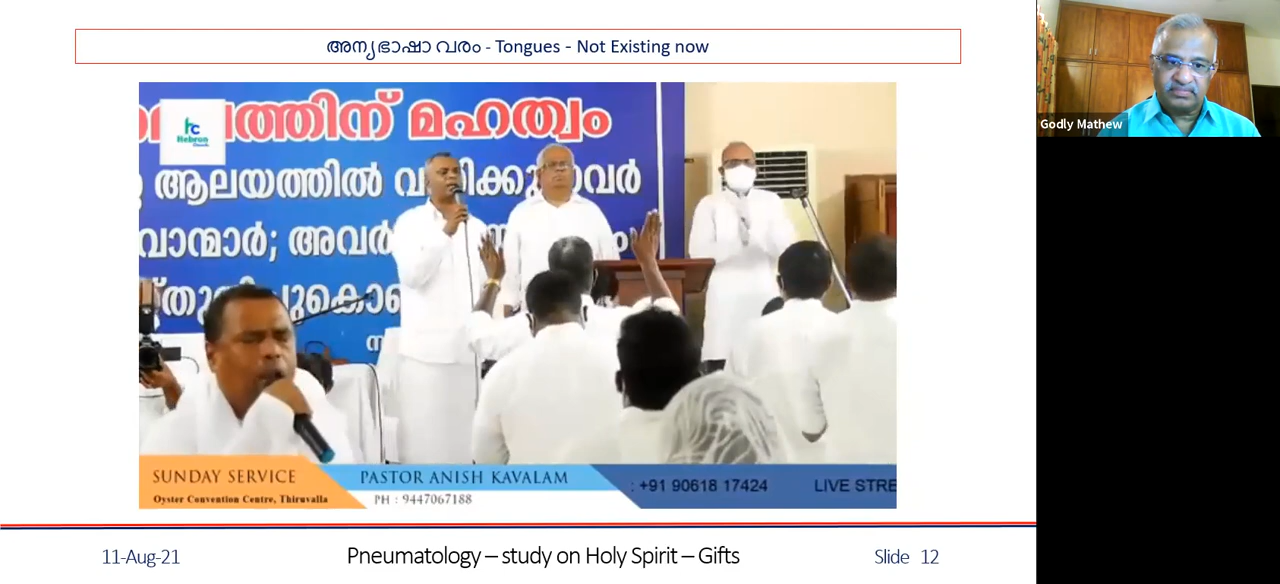 അന്യഭാഷാ വരം - Tongues - Not Existing now
Godly Mathew
hc
Hebron
മഹത്വം
ആലയത്തിൽ
വാന്മാർ; അവർ
SUNDAY SERVICE
Oyster Convention Centre, Thiruvalla
PASTOR ANISH KAVALAM
PH : 9447067188
: +91 90618 17424
LIVE STRE
11-Aug-21
Pneumatology – study on Holy Spirit – Gifts
Slide 12